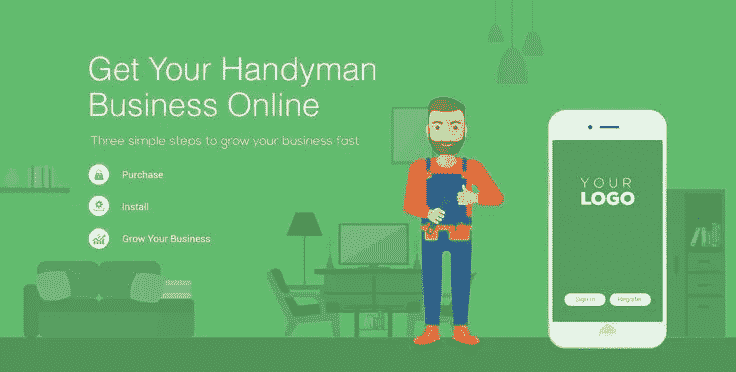 Get Your Handyman
Business Online
Three simple steps to grow your business fast
Purchase
Install
Grow Your Business
YOUR
LOGO
Sign in Register